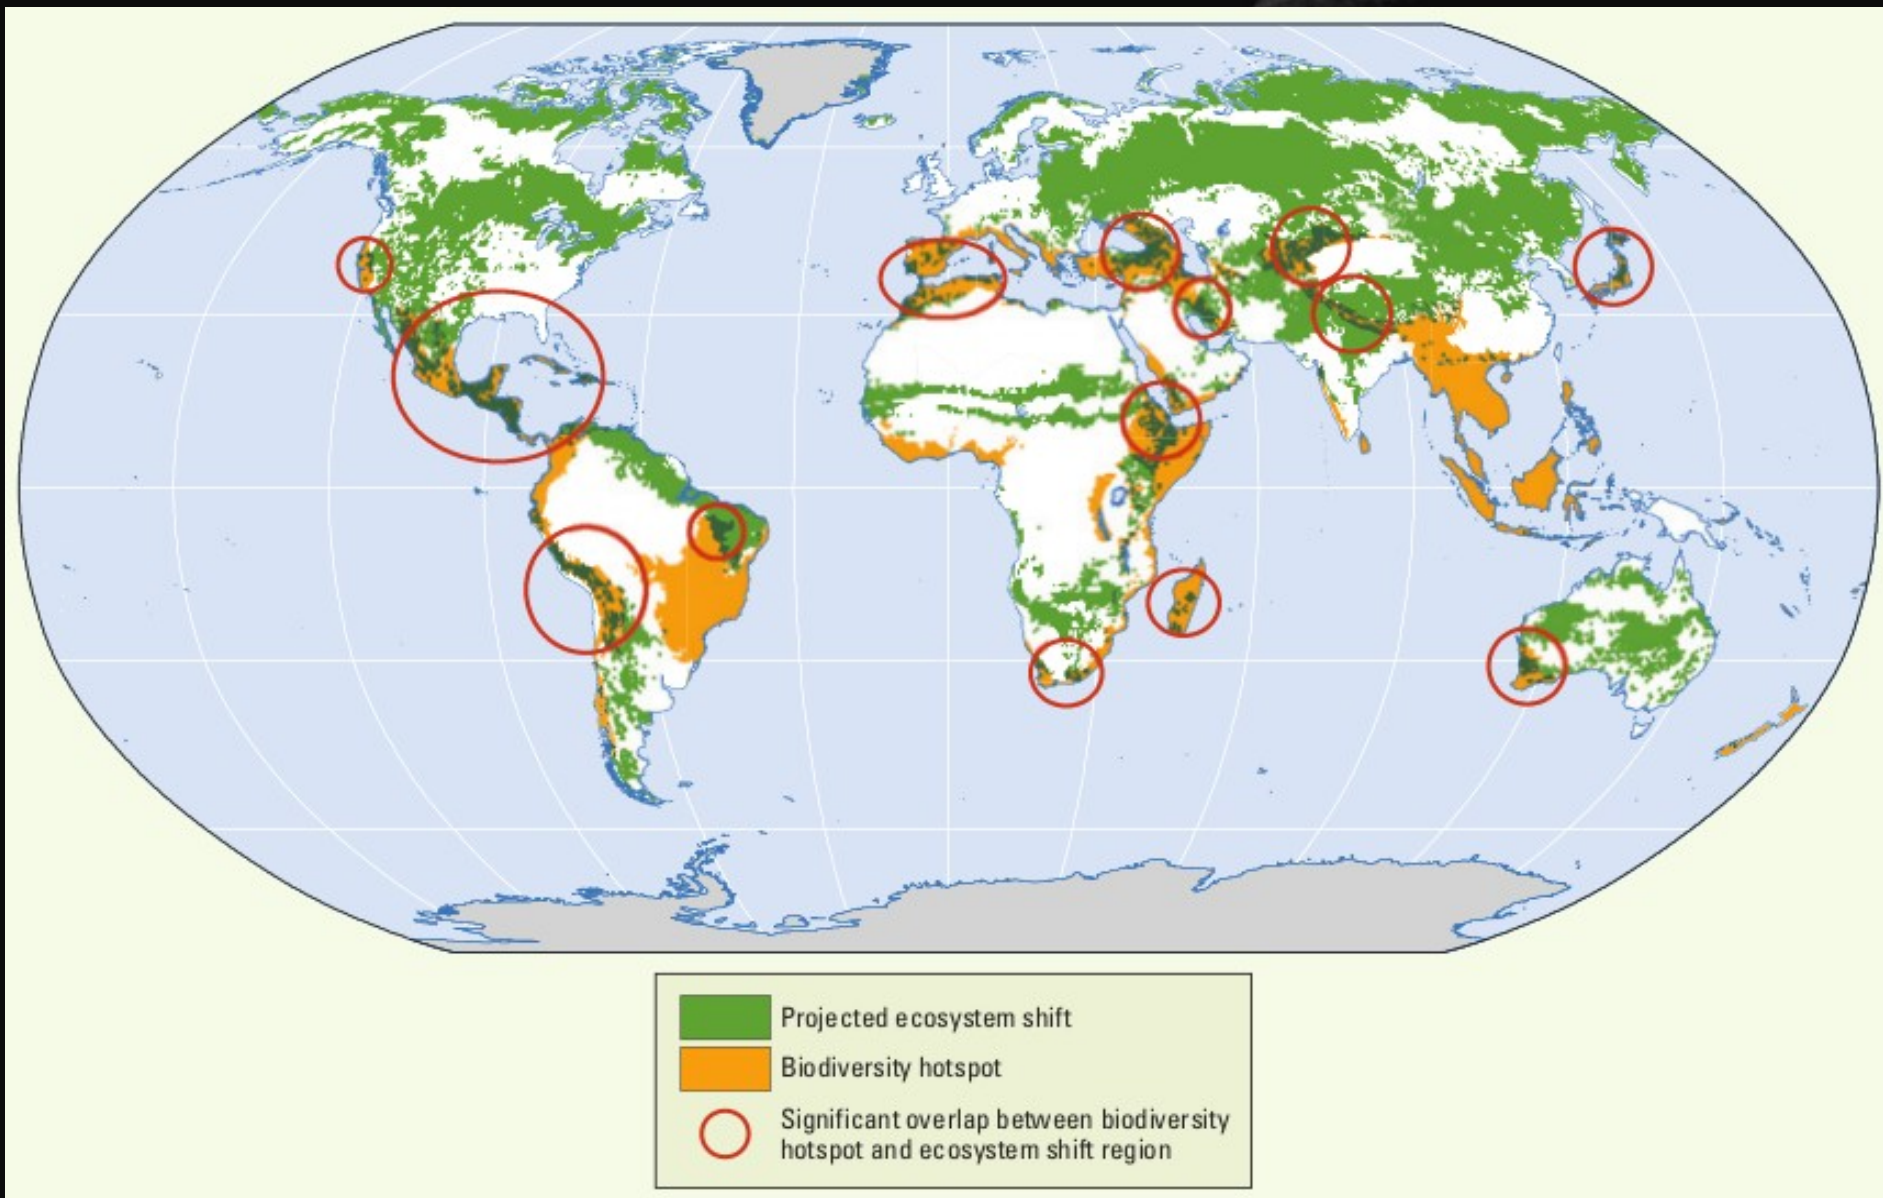 Projected ecosystem shift
Biodiversity hotspot
Significant overlap between biodiversity
hotspot and ecosystem shift region